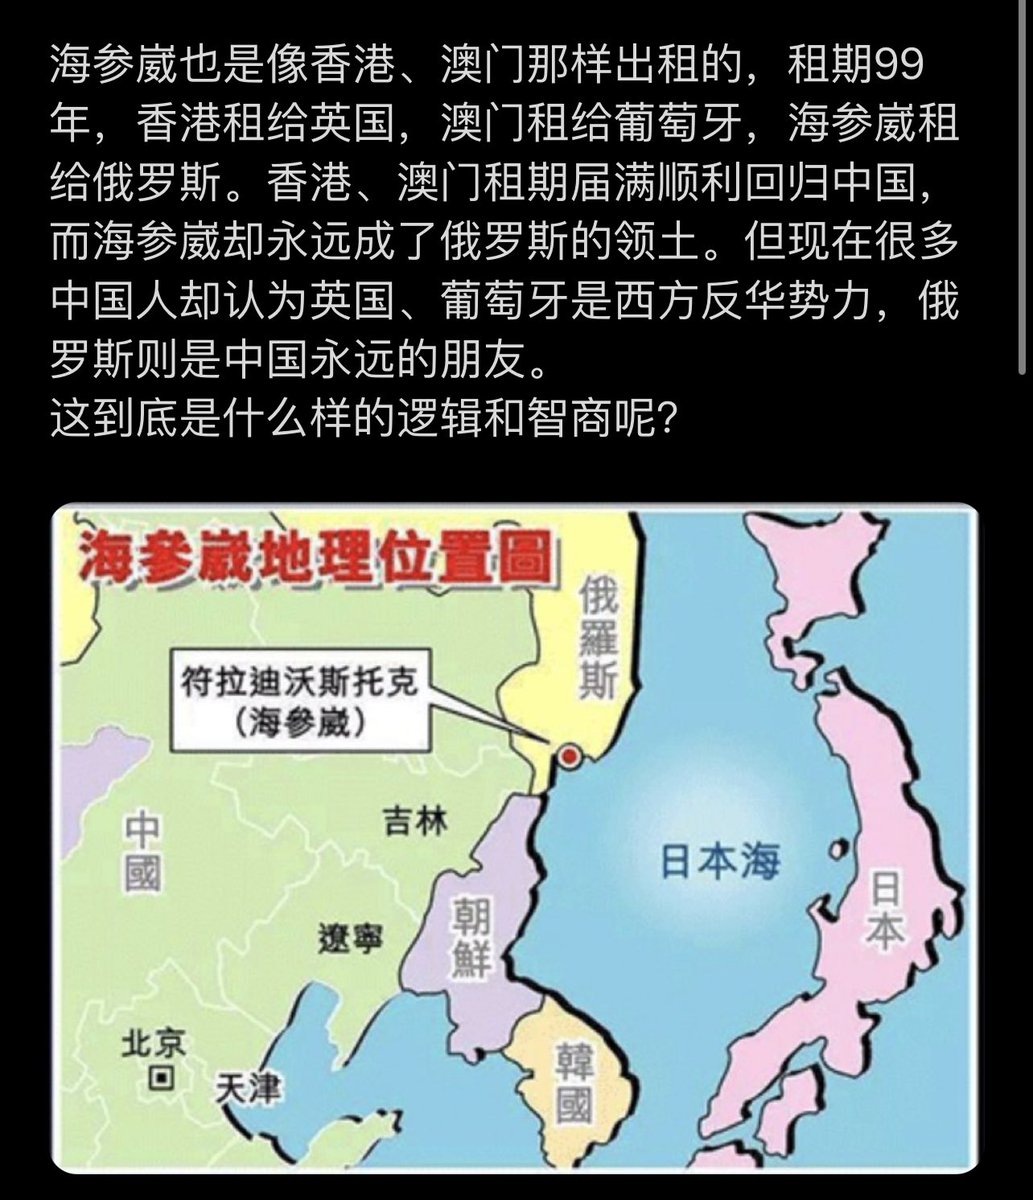 海参崴也是像香港、澳门那样出租的，租期99
年，香港租给英国，澳门租给葡萄牙，海参崴租
给俄罗斯。香港、澳门租期届满顺利回归中国，
而海参崴却永远成了俄罗斯的领土。但现在很多
中国人却认为英国、葡萄牙是西方反华势力，俄
罗斯则是中国永远的朋友。
这到底是什么样的逻辑和智商呢？
海參崴地理位置圖
俄羅斯
符拉迪沃斯托克
（海參崴）
中國
吉林
日本海
日本
遼寧
朝鮮
北京
天津
韓國